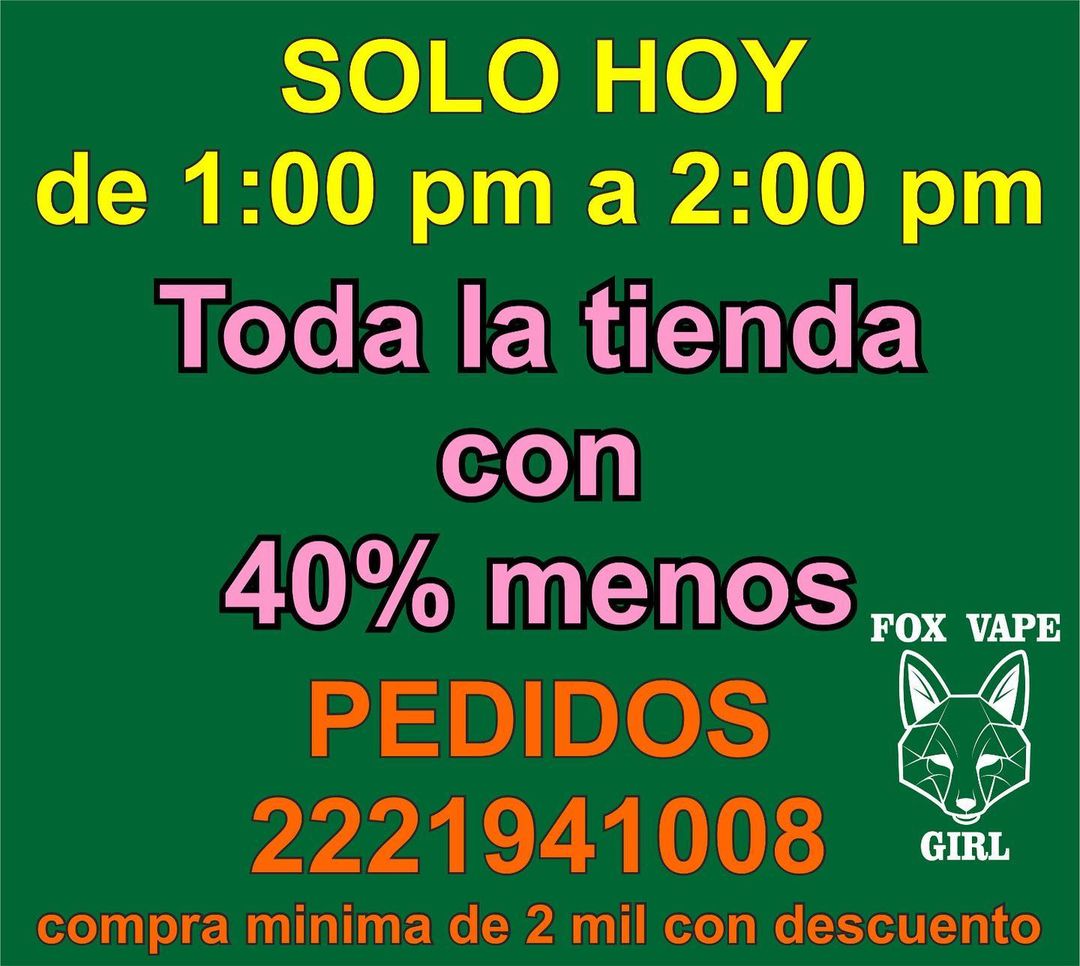 SOLO HOY
de 1:00 pm a 2:00 pm
Toda la tienda
con
40% menos
FOX VAPE
GIRL
PEDIDOS
2221941008
compra minima de 2 mil con descuento